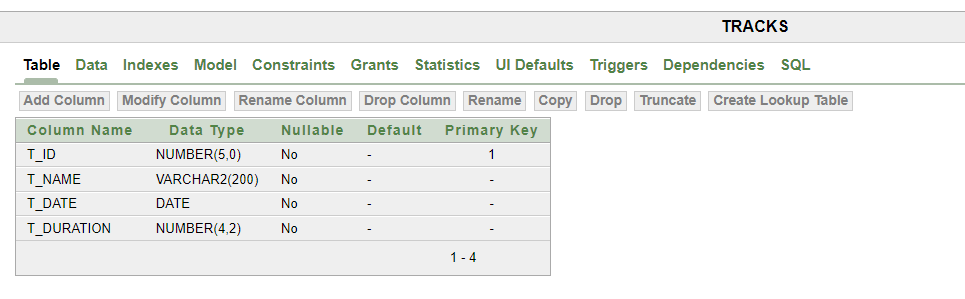 TRACKS
Table Data Indexes Model Constraints Grants Statistics UI Defaults Triggers Dependencies SQL
Add Column Modify Column Rename Column Drop Column Rename Copy Drop Truncate Create Lookup Table
Column Name Data Type Nullable Default Primary Key
T_ID NUMBER(5,0) No - 1
T_NAME VARCHAR2(200) No - -
T_DATE DATE No - -
T_DURATION NUMBER(4,2) No - -
1 - 4